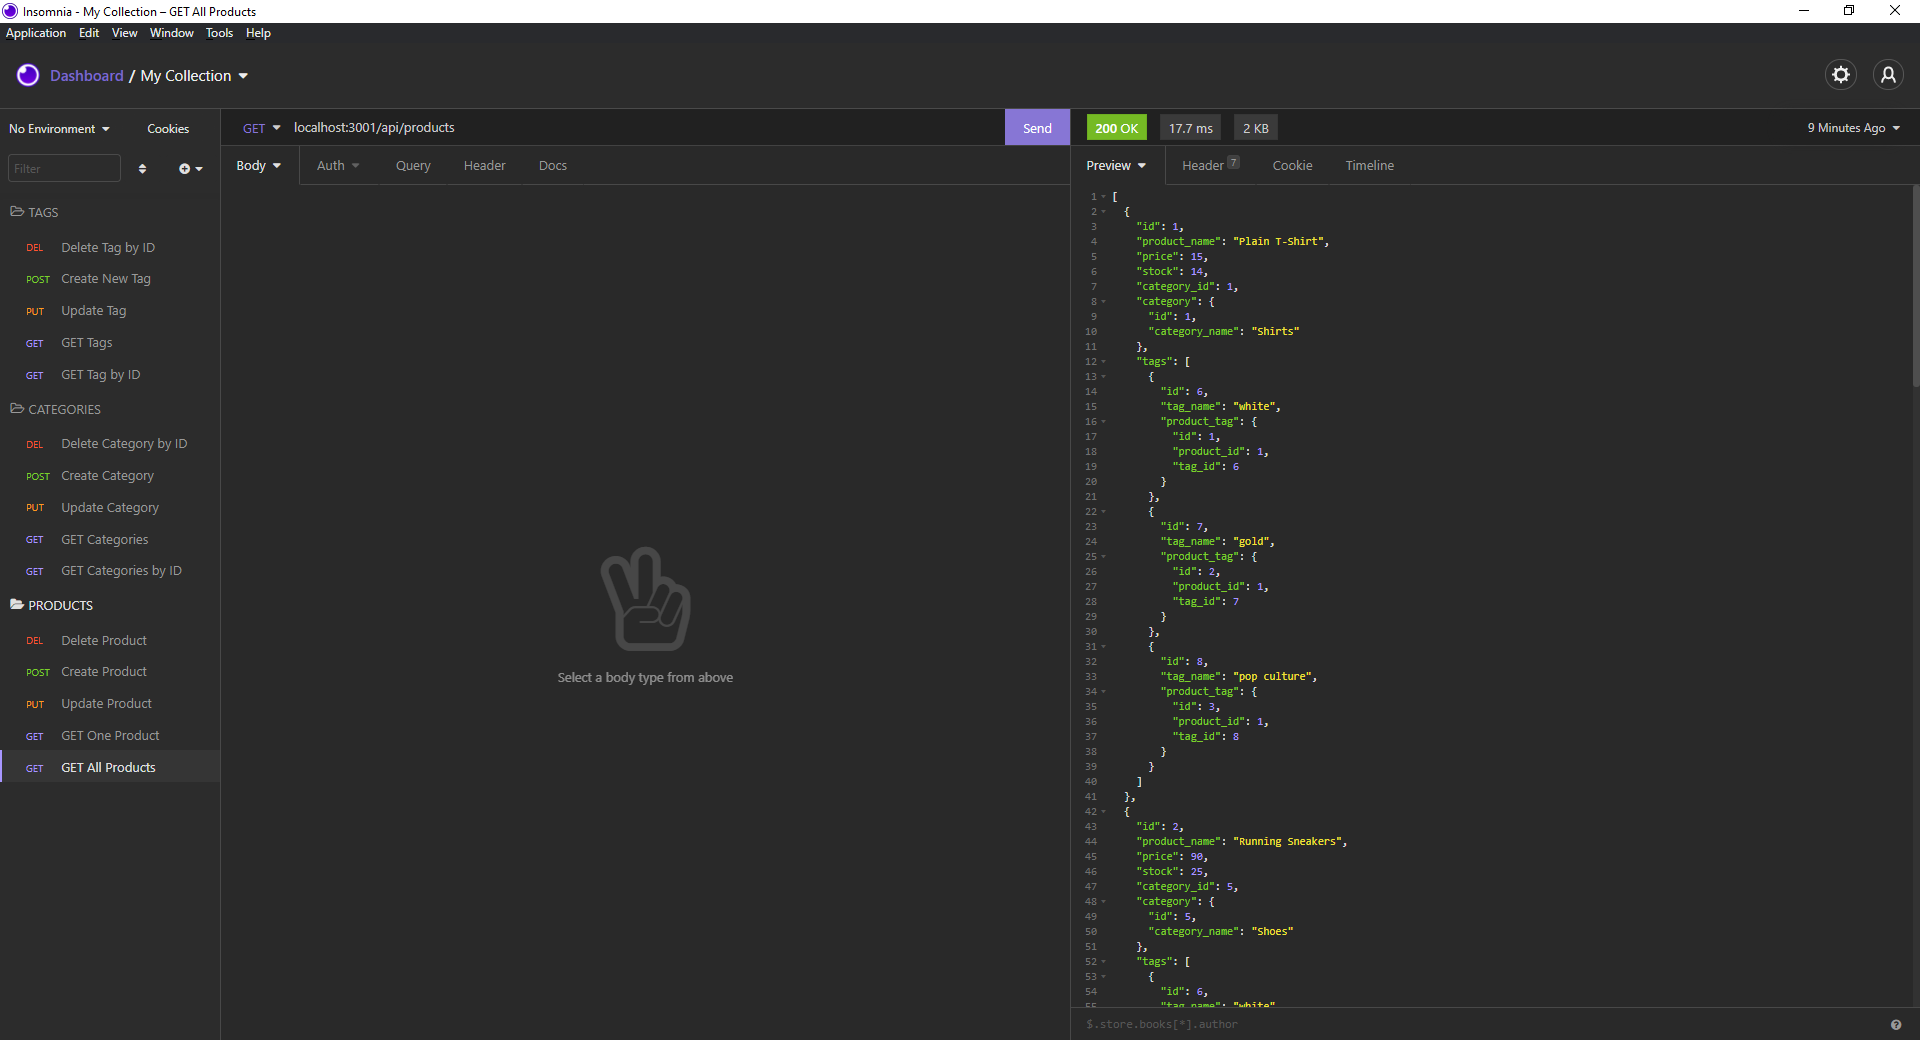 Insomnia - My Collection – GET All Products
Application Edit View Window Tools Help
Dashboard / My Collection
No Environment Cookies
Filter
TAGS
DEL Delete Tag by ID
POST Create New Tag
PUT Update Tag
GET GET Tags
GET GET Tag by ID
CATEGORIES
DEL Delete Category by ID
POST Create Category
PUT Update Category
GET GET Categories
GET GET Categories by ID
PRODUCTS
DEL Delete Product
POST Create Product
PUT Update Product
GET GET One Product
GET GET All Products
GET localhost:3001/api/products Send
Body Auth Query Header Docs
Select a body type from above
200 OK 17.7 ms 2 KB 9 Minutes Ago
Preview Header 7 Cookie Timeline
1 [
2 {
3 "id": 1,
4 "product_name": "Plain T-Shirt",
5 "price": 15,
6 "stock": 14,
7 "category_id": 1,
8 "category": {
9 "id": 1,
10 "category_name": "Shirts"
11 },
12 "tags": [
13 {
14 "id": 6,
15 "tag_name": "white",
16 "product_tag": {
17 "id": 1,
18 "product_id": 1,
19 "tag_id": 6
20 }
21 },
22 {
23 "id": 7,
24 "tag_name": "gold",
25 "product_tag": {
26 "id": 2,
27 "product_id": 1,
28 "tag_id": 7
29 }
30 },
31 {
32 "id": 8,
33 "tag_name": "pop culture",
34 "product_tag": {
35 "id": 3,
36 "product_id": 1,
37 "tag_id": 8
38 }
39 }
40 ]
41 },
42 {
43 "id": 2,
44 "product_name": "Running Sneakers",
45 "price": 90,
46 "stock": 25,
47 "category_id": 5,
48 "category": {
49 "id": 5,
50 "category_name": "Shoes"
51 },
52 "tags": [
53 {
54 "id": 6,
55 "tag_name": "white"
$.store.books[*].author